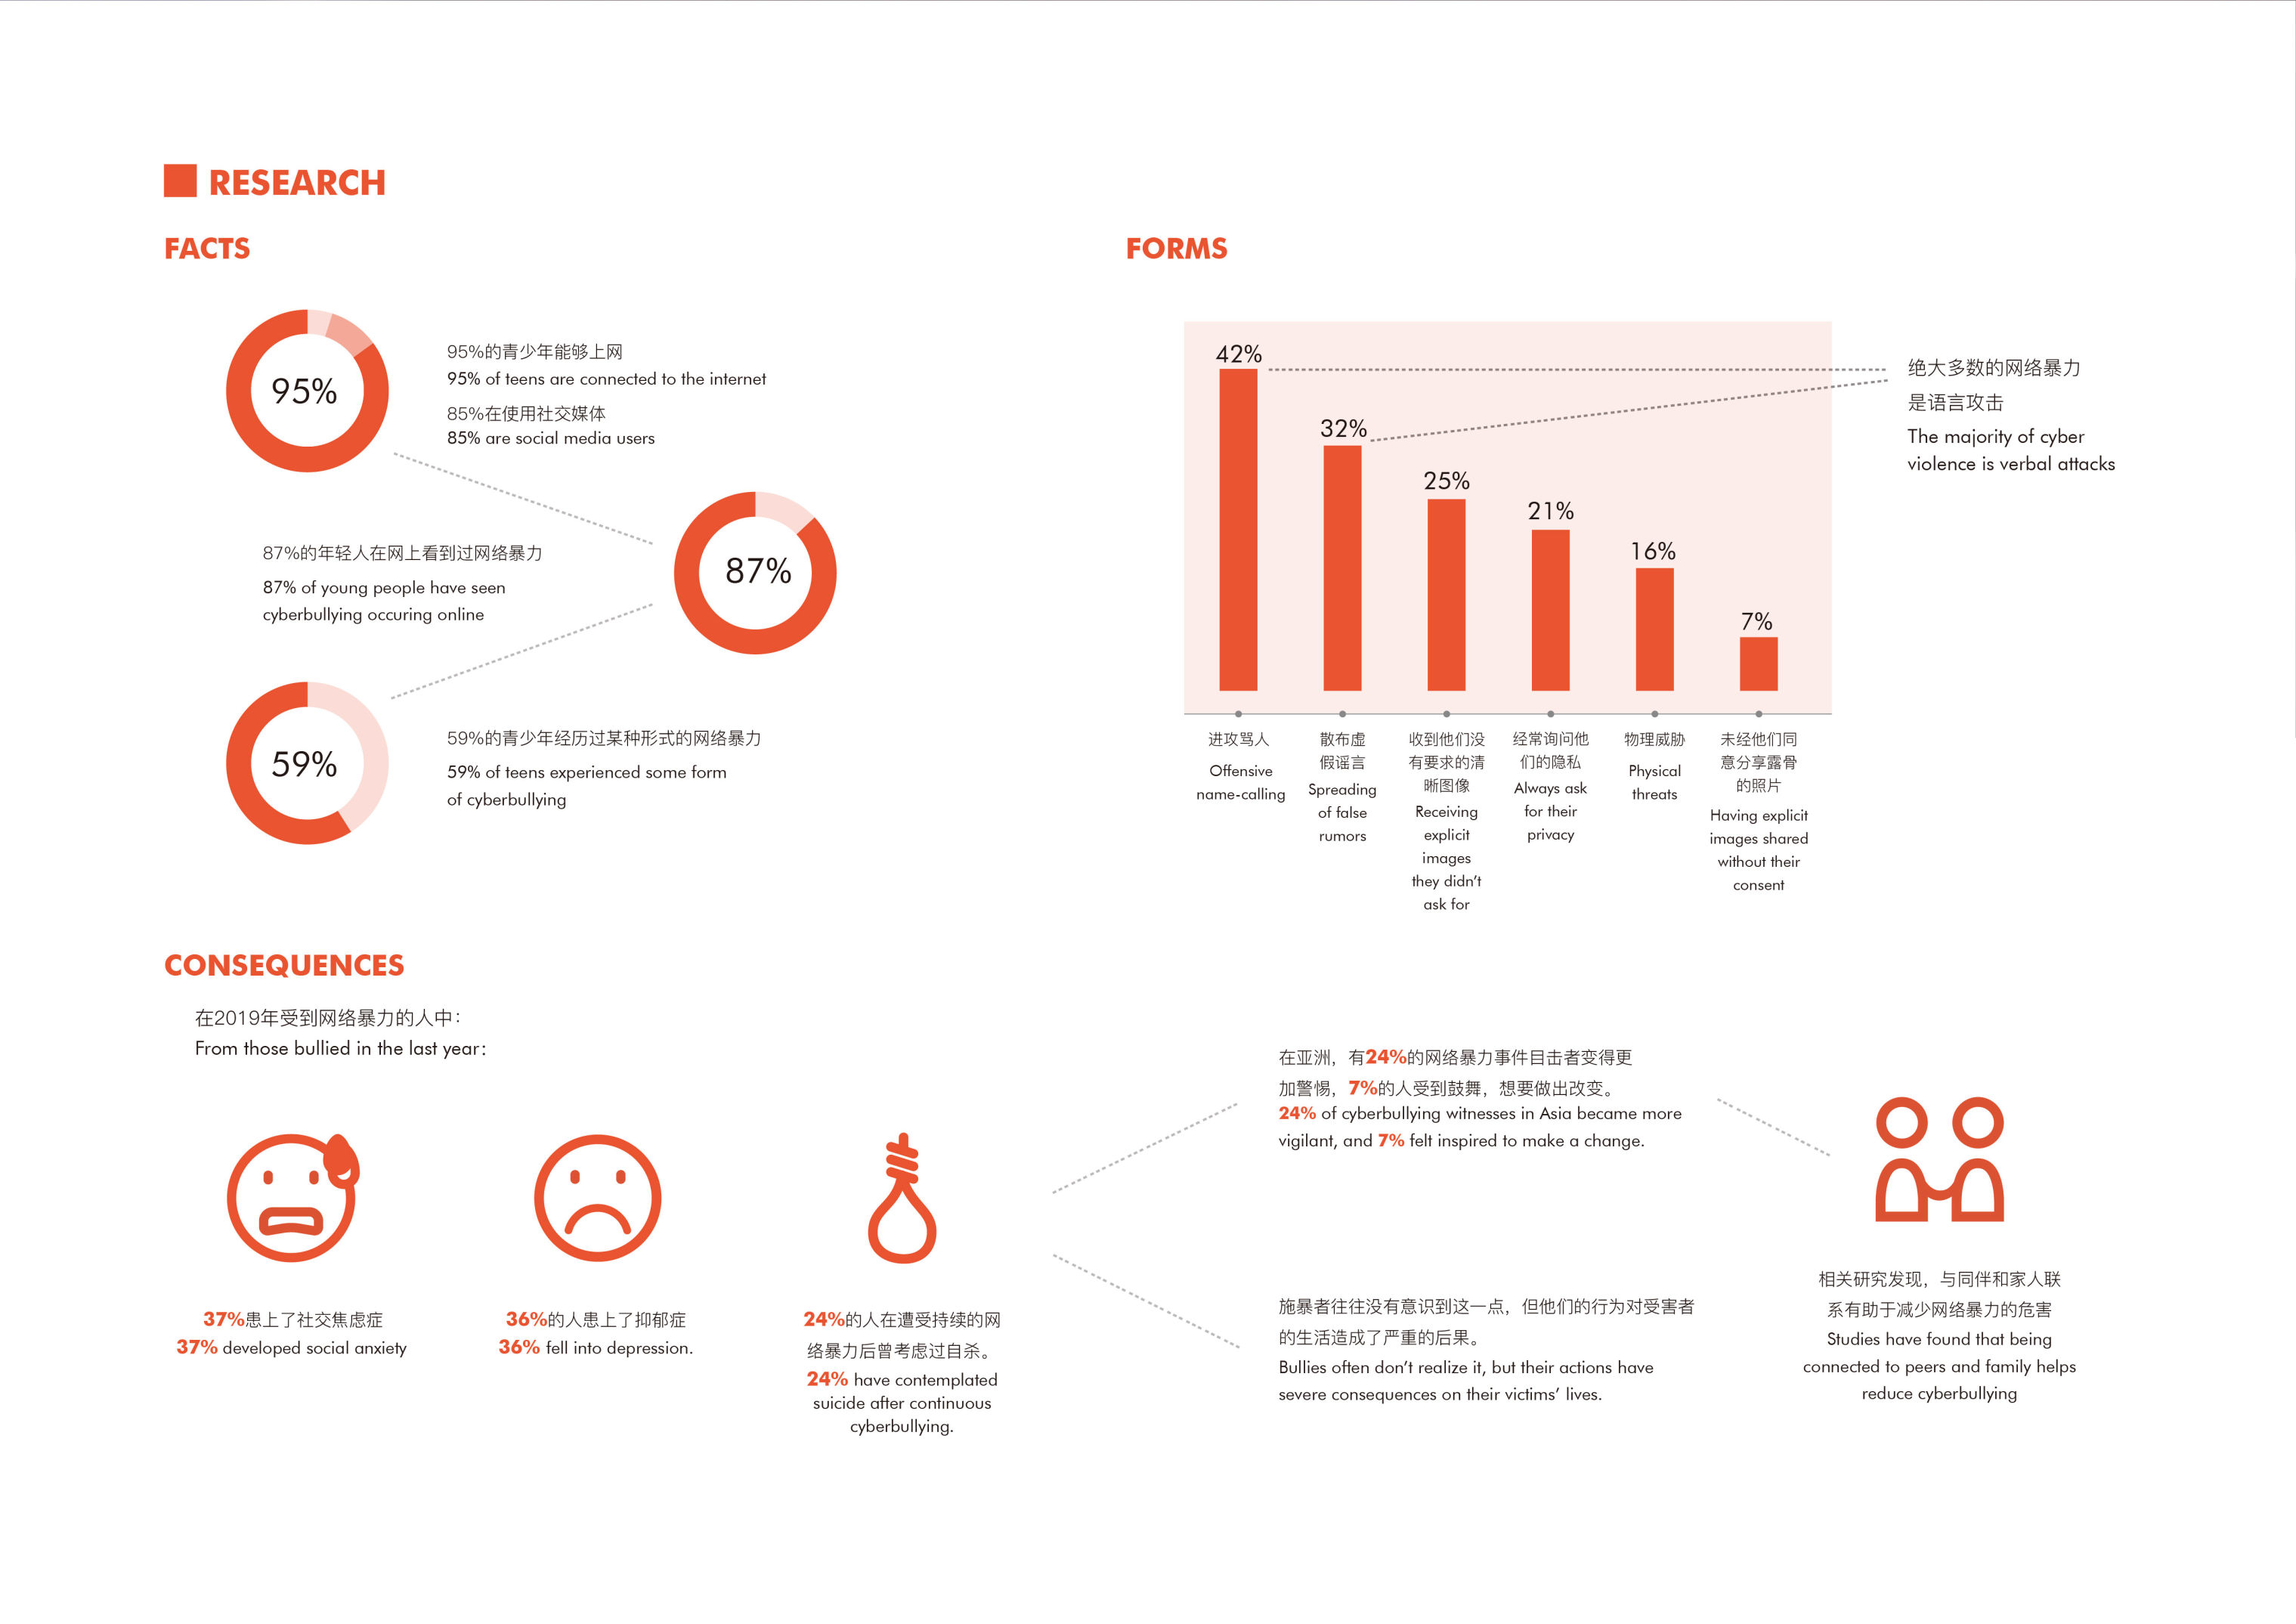 RESEARCH
FACTS
95%
95%的青少年能够上网
95% of teens are connected to the internet
85%在使用社交媒体
85% are social media users
87%的年轻人在网上看到过网络暴力
87% of young people have seen
cyberbullying occuring online
87%
59%
59%的青少年经历过某种形式的网络暴力
59% of teens experienced some form
of cyberbullying
FORMS
42%
32%
25%
21%
16%
7%
绝大多数的网络暴力
是语言攻击
The majority of cyber
violence is verbal attacks
进攻骂人
Offensive
name-calling
散布虚
假谣言
Spreading
of false
rumors
收到他们没
有要求的清
晰图像
Receiving
explicit
images
they didn't
ask for
经常询问他
们的隐私
Always ask
for their
privacy
物理威胁
Physical
threats
未经他们同
意分享露骨
的照片
Having explicit
images shared
without their
consent
CONSEQUENCES
在2019年受到网络暴力的人中：
From those bullied in the last year:
37%患上了社交焦虑症
37% developed social anxiety
36%的人患上了抑郁症
36% fell into depression.
24%的人在遭受持续的网
络暴力后曾考虑过自杀。
24% have contemplated
suicide after continuous
cyberbullying.
在亚洲，有24%的网络暴力事件目击者变得更
加警惕，7%的人受到鼓舞，想要做出改变。
24% of cyberbullying witnesses in Asia became more
vigilant, and 7% felt inspired to make a change.
施暴者往往没有意识到这一点，但他们的行为对受害者
的生活造成了严重的后果。
Bullies often don't realize it, but their actions have
severe consequences on their victims' lives.
相关研究发现，与同伴和家人联
系有助于减少网络暴力的危害
Studies have found that being
connected to peers and family helps
reduce cyberbullying